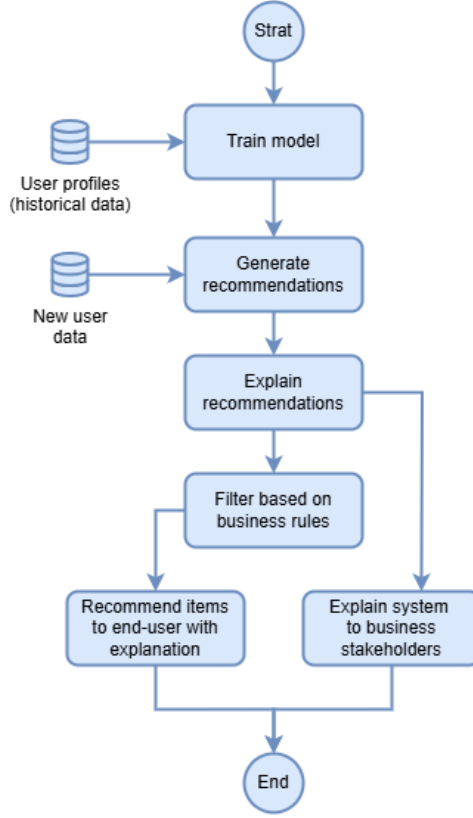 Strat
Train model
User profiles
(historical data)
Generate
recommendations
New user
data
Explain
recommendations
Filter based on
business rules
Recommend items
to end-user with
explanation
Explain system
to business
stakeholders
End